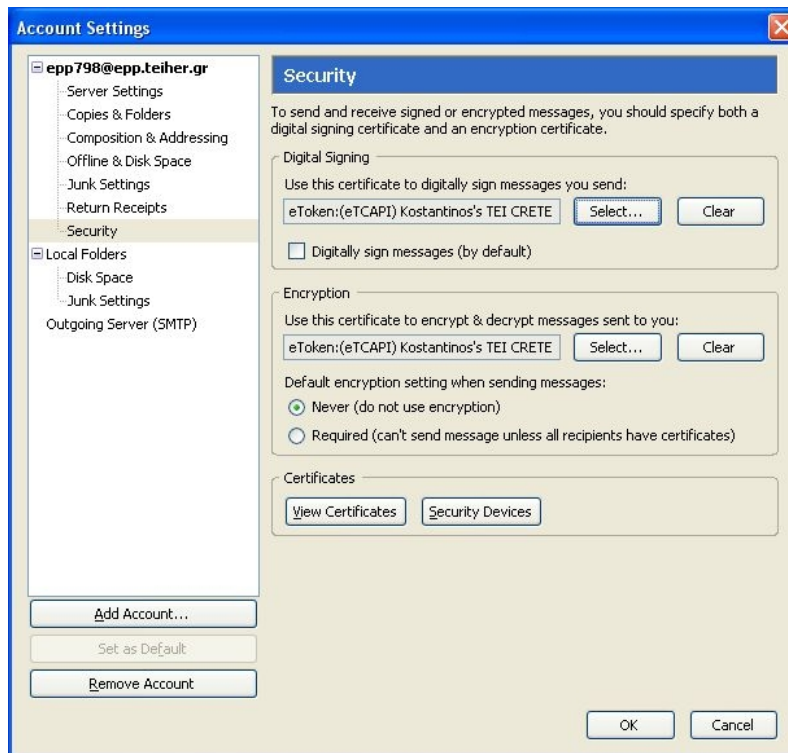 Account Settings
epp798@epp.teiher.gr
Server Settings
Copies & Folders
Composition & Addressing
Offline & Disk Space
Junk Settings
Return Receipts
Security
Local Folders
Disk Space
Junk Settings
Outgoing Server (SMTP)
Add Account...
Set as Default
Remove Account
Security
To send and receive signed or encrypted messages, you should specify both a
digital signing certificate and an encryption certificate.
Digital Signing
Use this certificate to digitally sign messages you send:
eToken:(eTCAPI) Kostantinos's TEI CRETE Select... Clear
Digitally sign messages (by default)
Encryption
Use this certificate to encrypt & decrypt messages sent to you:
eToken:(eTCAPI) Kostantinos's TEI CRETE Select... Clear
Default encryption setting when sending messages:
Never (do not use encryption)
Required (can't send message unless all recipients have certificates)
Certificates
View Certificates Security Devices
OK Cancel